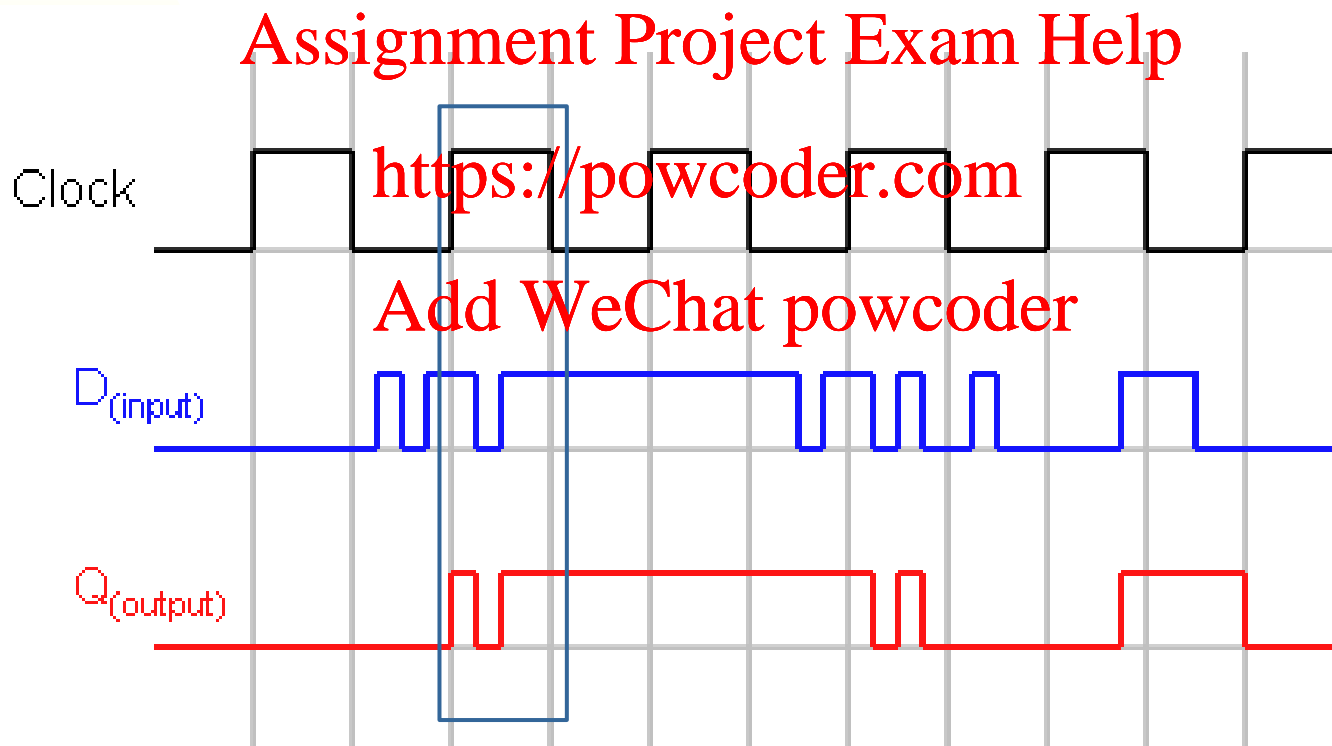 Assignment Project Exam Help
https://powcoder.com
Clock
Add WeChat powcoder
D(input)
Q(output)